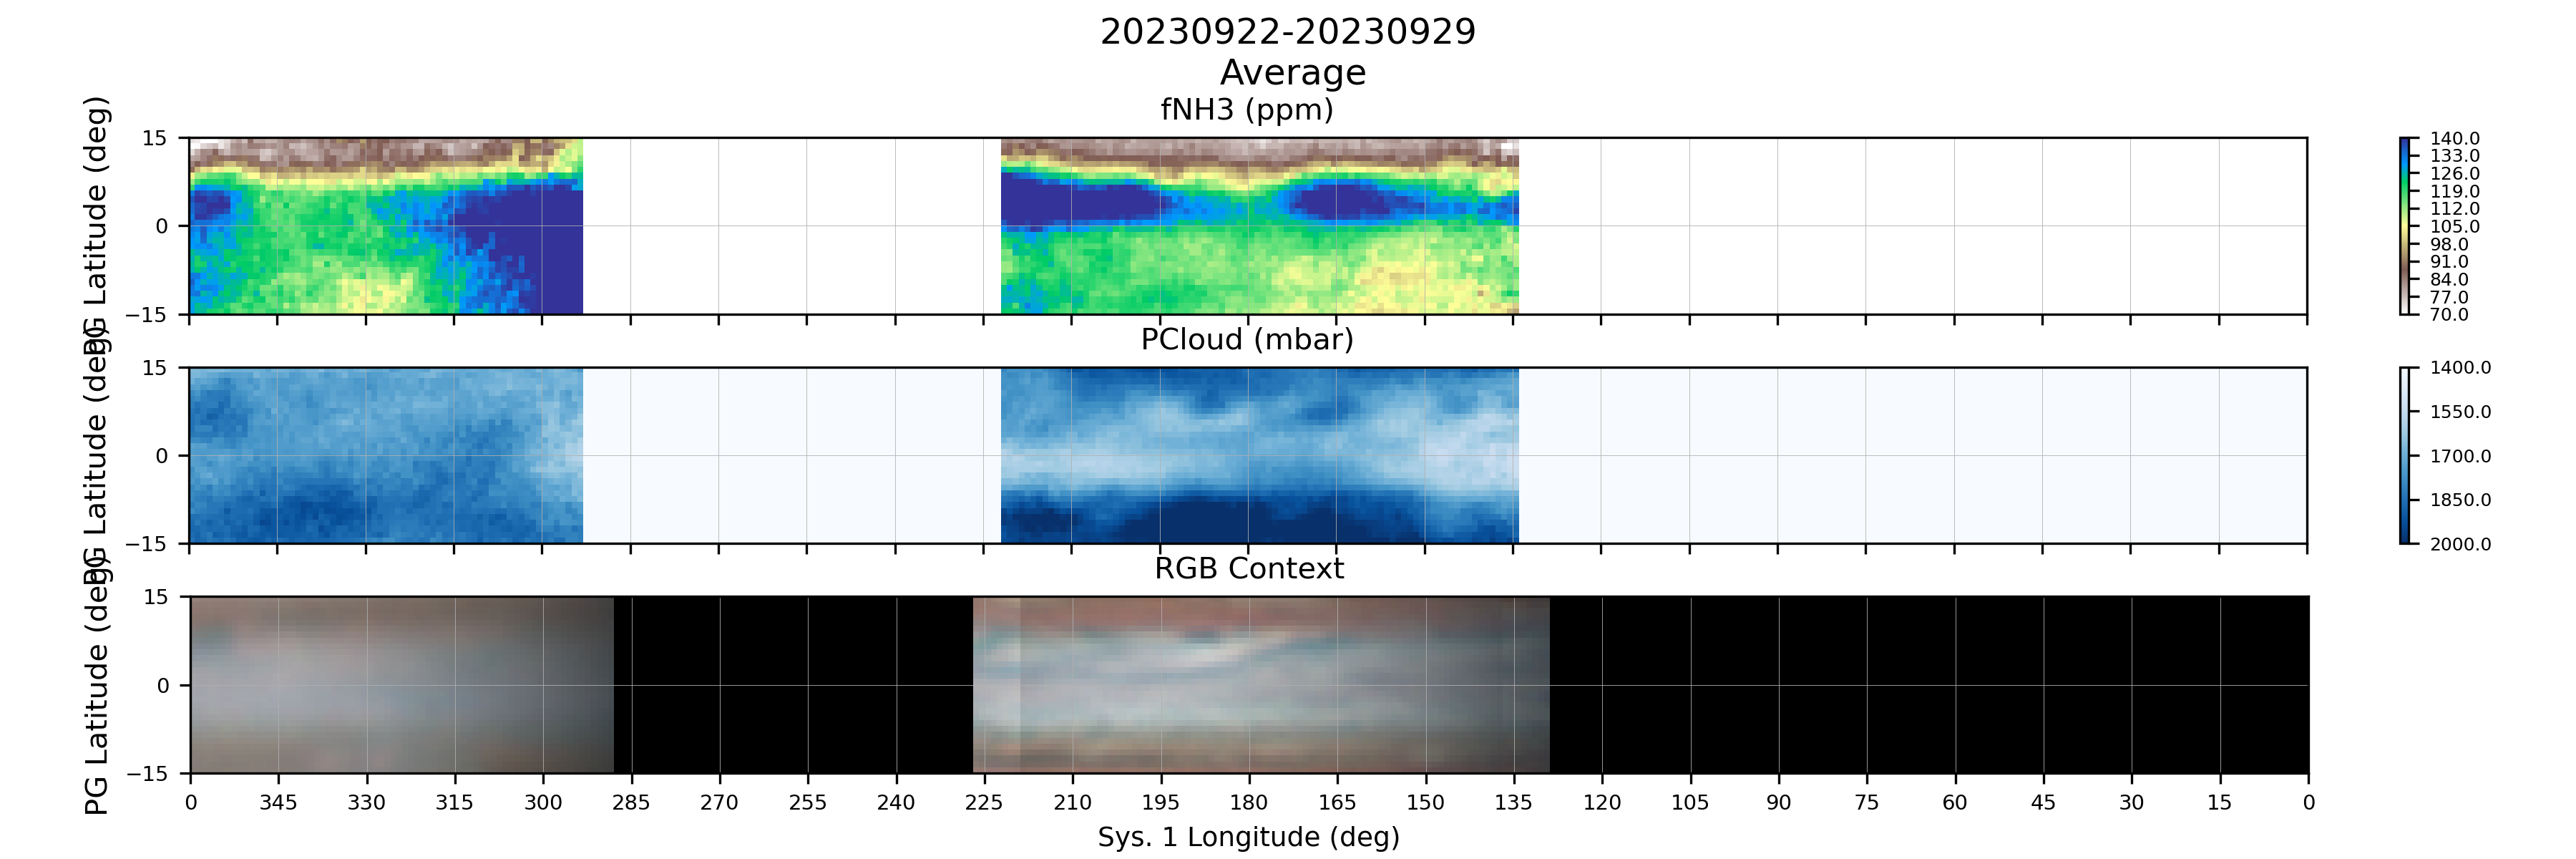 20230922-20230929
Average
fNH3 (ppm)
PG Latitude (deg)
15
0
−15
140.0
133.0
126.0
119.0
112.0
105.0
98.0
91.0
84.0
77.0
70.0
PCloud (mbar)
PG Latitude (deg)
15
0
−15
1400.0
1550.0
1700.0
1850.0
2000.0
RGB Context
PG Latitude (deg)
15
0
−15
0 345 330 315 300 285 270 255 240 225 210 195 180 165 150 135 120 105 90 75 60 45 30 15 0
Sys. 1 Longitude (deg)